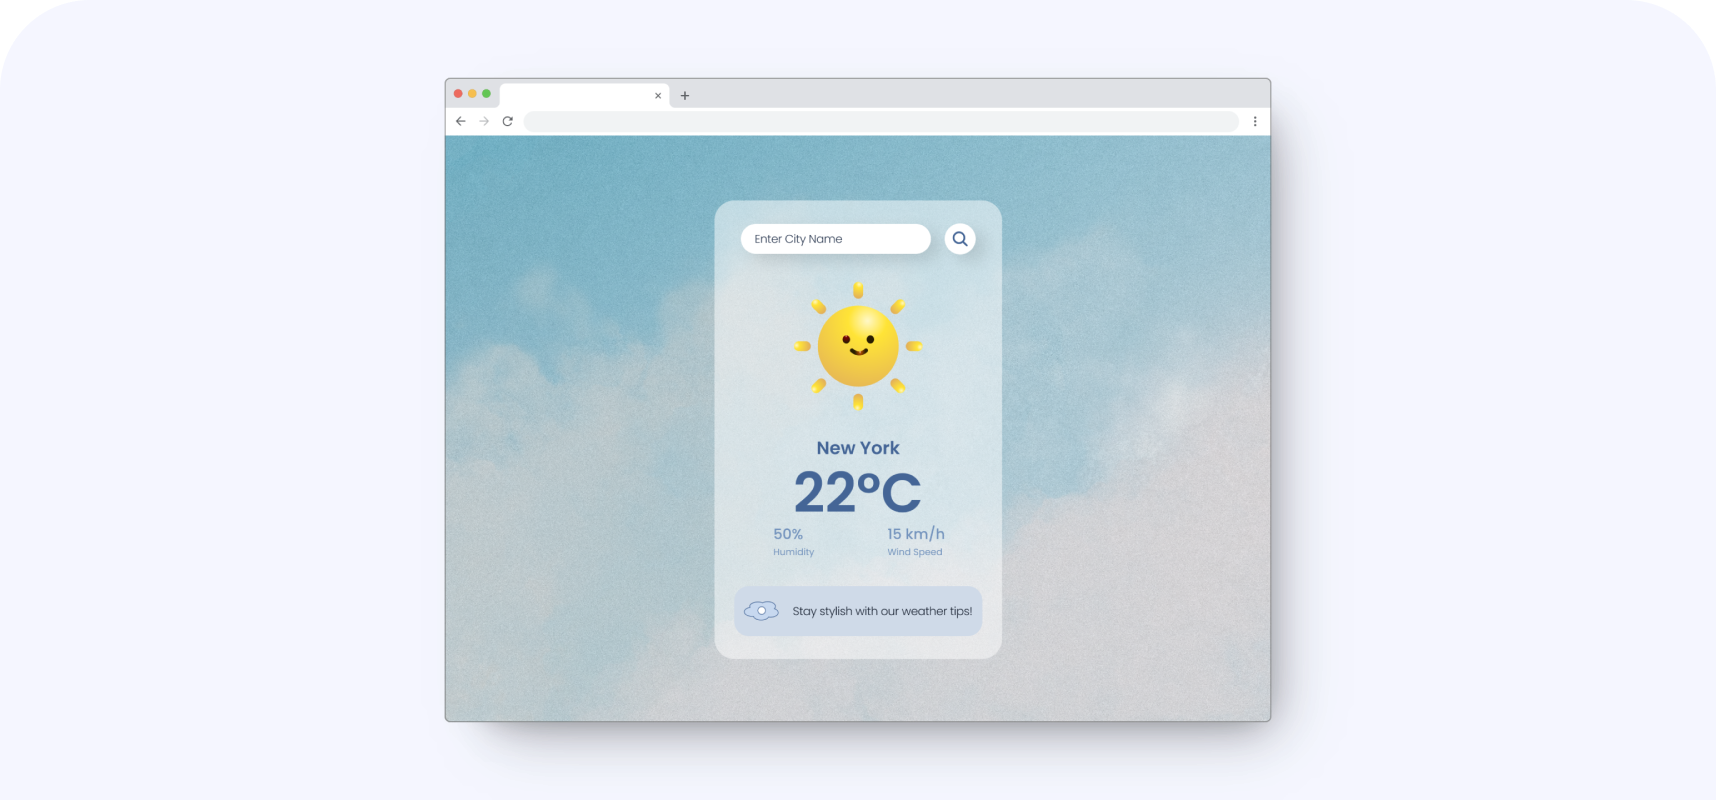 Enter City Name
New York
22°C
50%
Humidity
15 km/h
Wind Speed
Stay stylish with our weather tips!